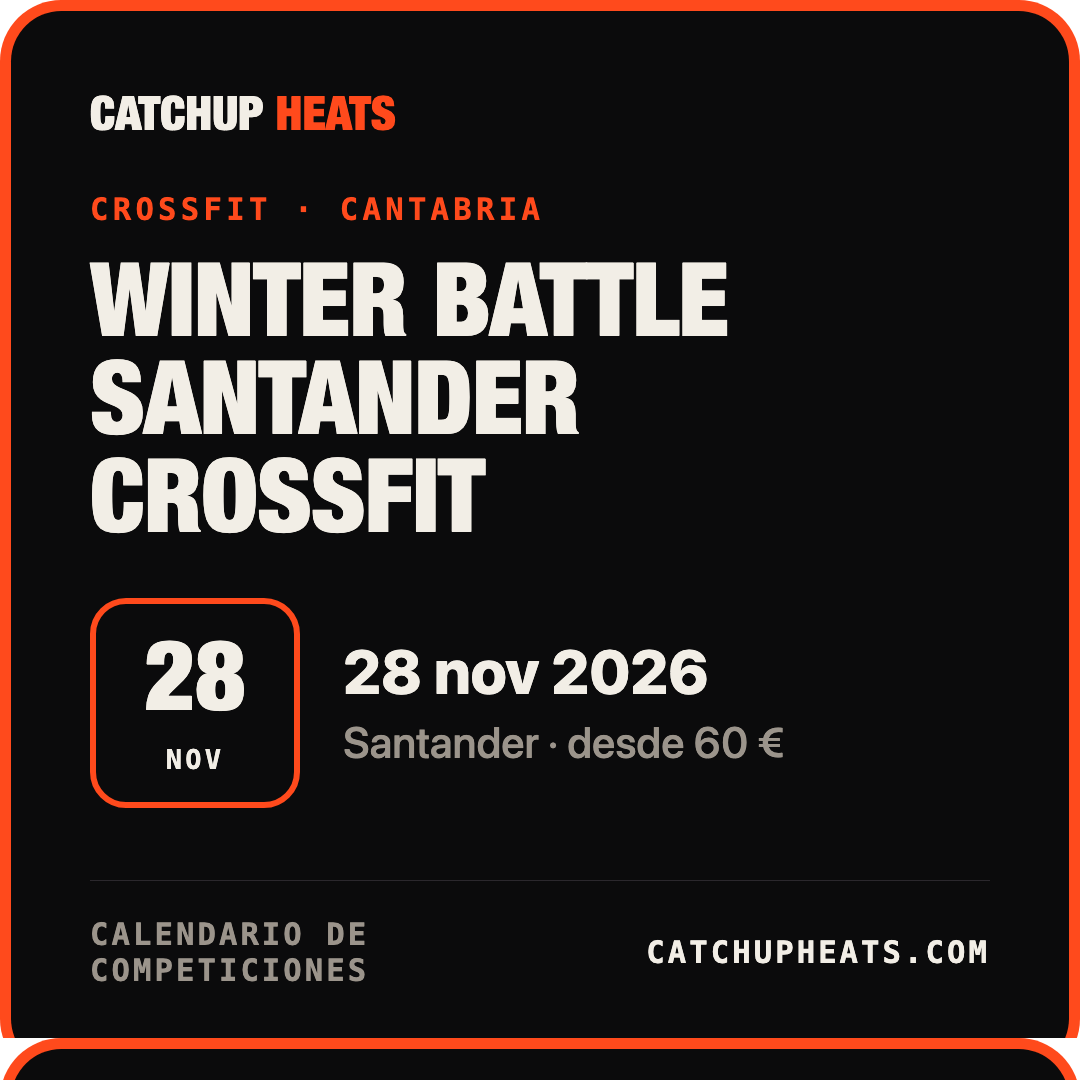 CATCHUP HEATS
CROSSFIT · CANTABRIA
WINTER BATTLE
SANTANDER
CROSSFIT
28
NOV
28 nov 2026
Santander · desde 60 €
CALENDARIO DE
COMPETICIONES
CATCHUPHEATS.COM